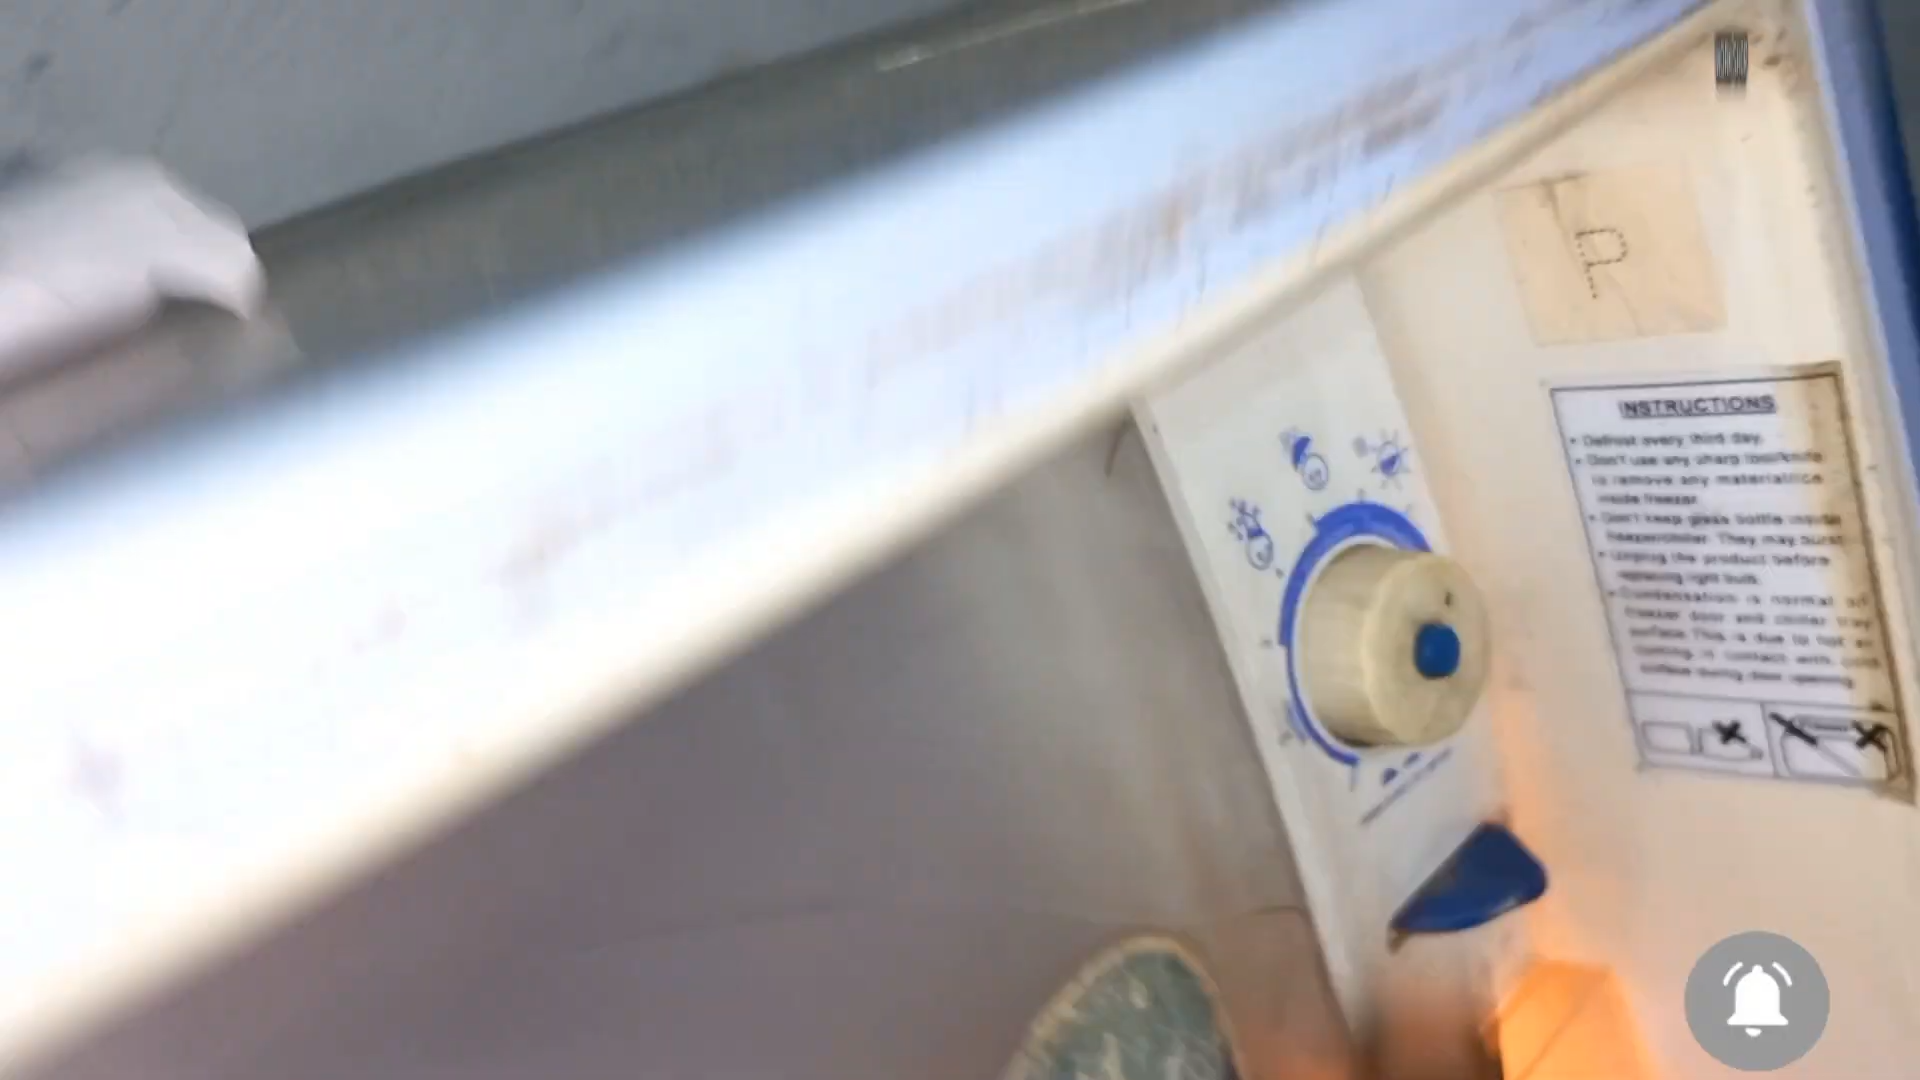 P
INSTRUCTIONS
• Defrost every third day.
• Don't use any sharp tool/knife
is remove any material/ice
inside freezer.
• Don't keep glass bottle inside
freezer/chiller. They may burst
• Unplug the product before
replacing light bulb.
• Condensation is normal on
freezer door and chiller tray
surface. This is due to hot air
coming in contact with cold
surface during door opening.